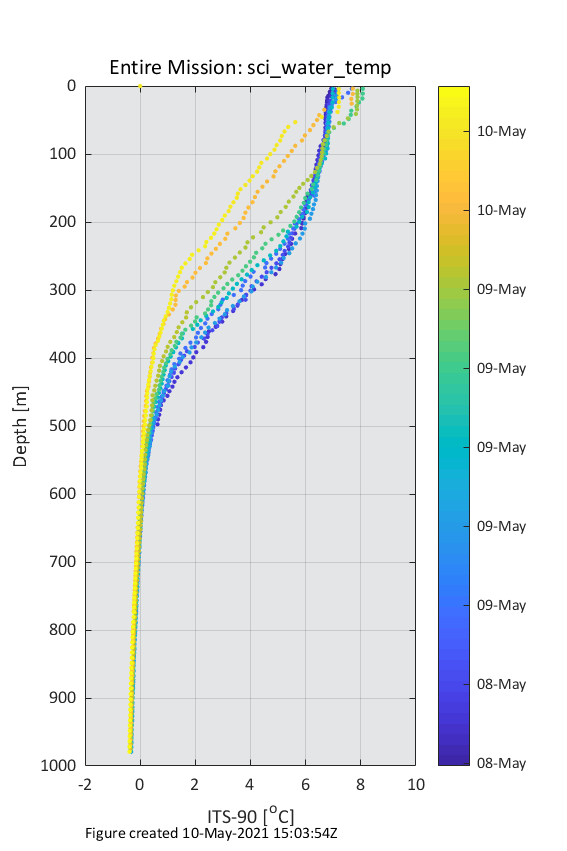 Entire Mission: sci_water_temp
0
100
200
300
400
500
600
700
800
900
1000
Depth [m]
-2 0 2 4 6 8 10
ITS-90 [°C]
Figure created 10-May-2021 15:03:54Z
10-May
10-May
09-May
09-May
09-May
09-May
09-May
08-May
08-May